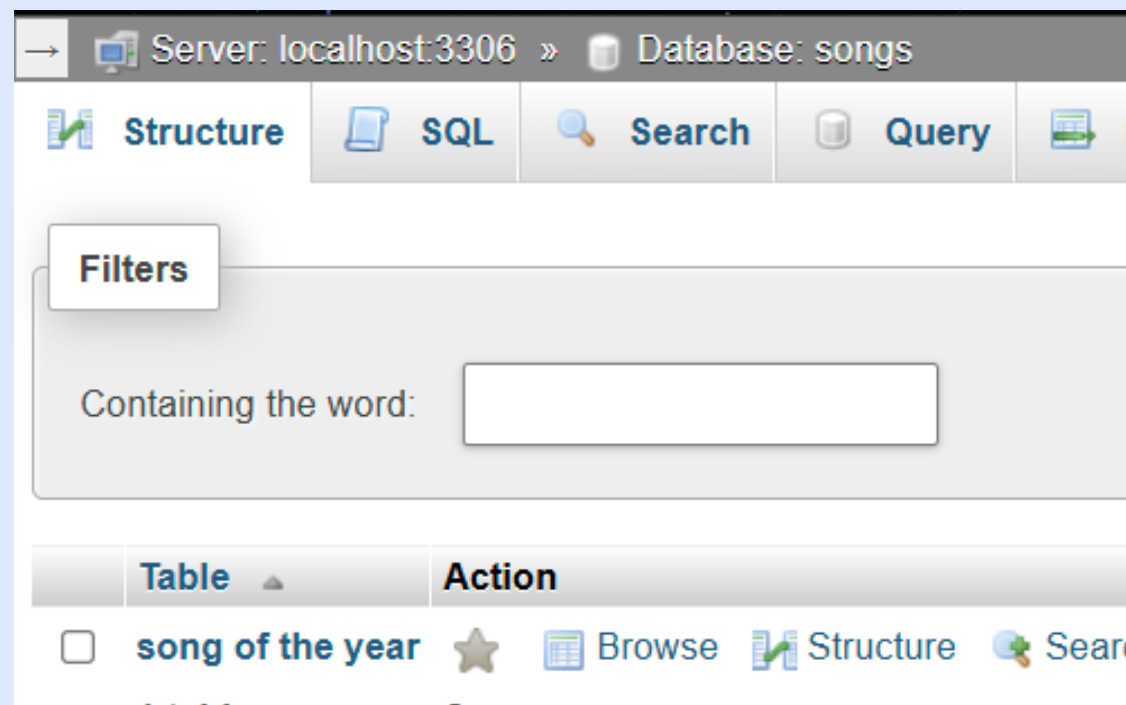 → Server: localhost:3306 » Database: songs
Structure SQL Search Query
Filters
Containing the word:
Table Action
song of the year Browse Structure Sear